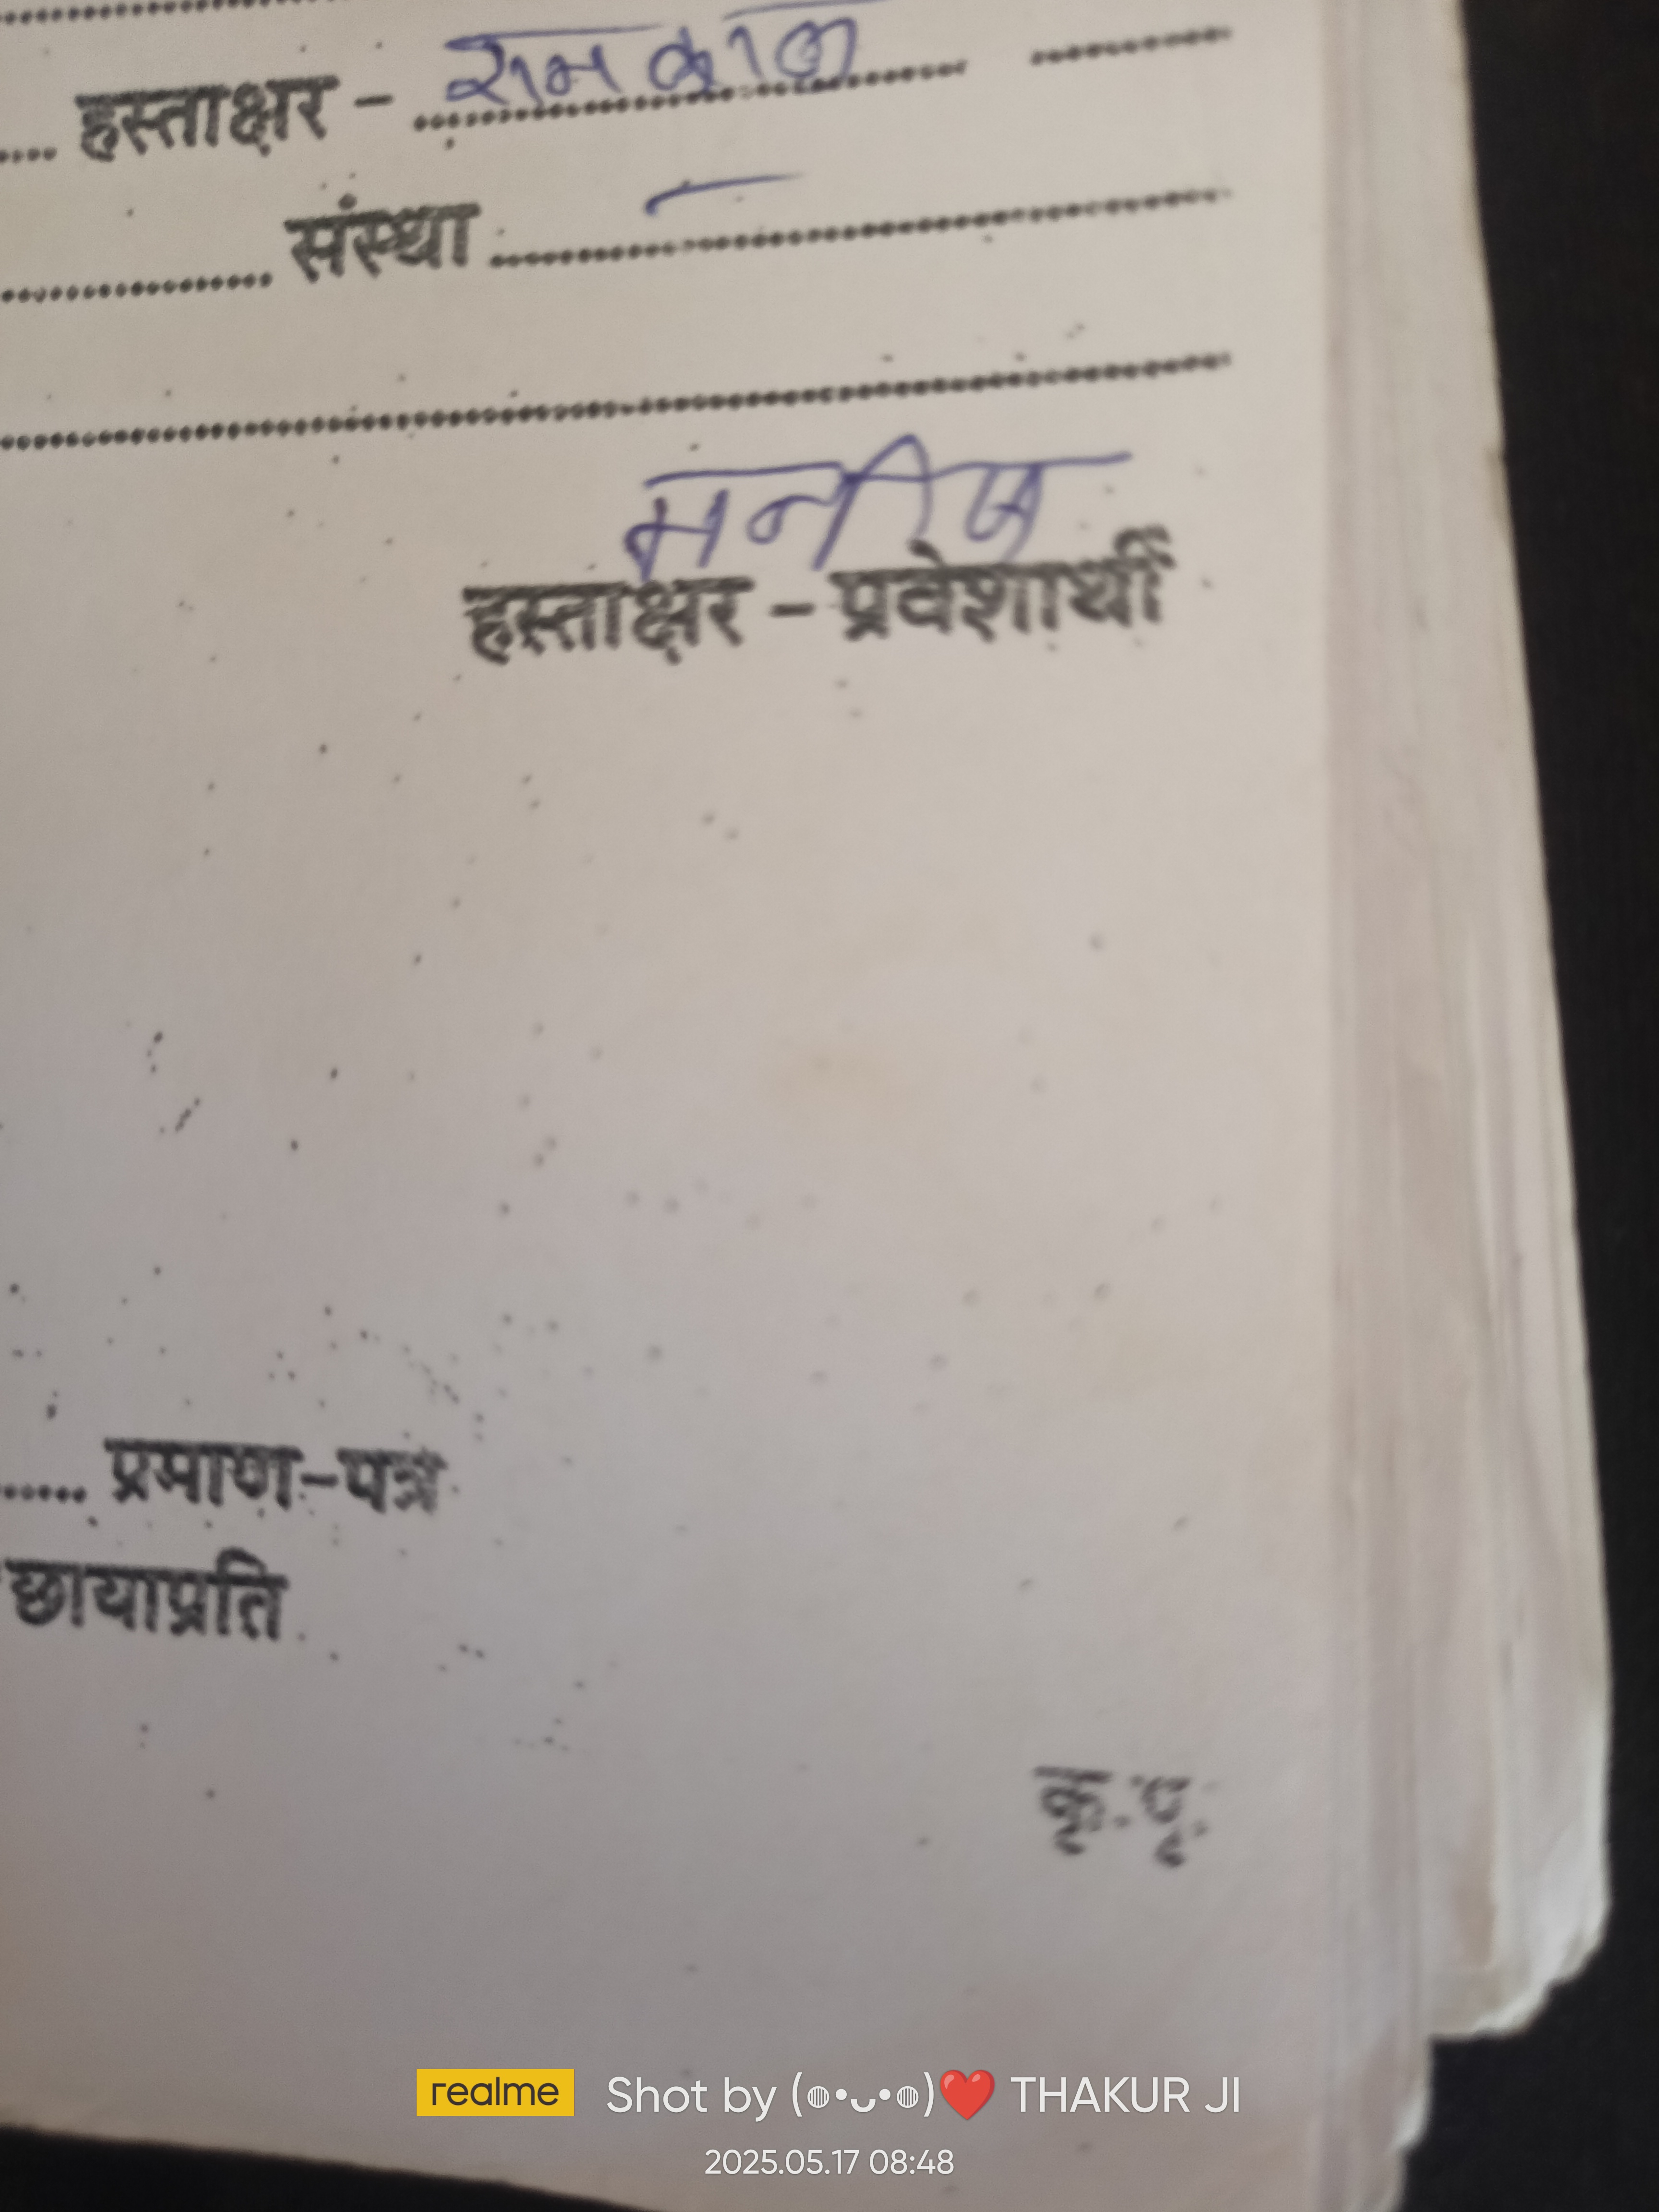 .... हस्ताक्षर - राम काल
संस्था
मनीष
हस्ताक्षर - प्रवेशार्थी
प्रमाण-पत्र
छायाप्रति
कृ.पृ.
realme Shot by (◍•ᴗ•◍)❤️ THAKUR JI
2025.05.17 08:48